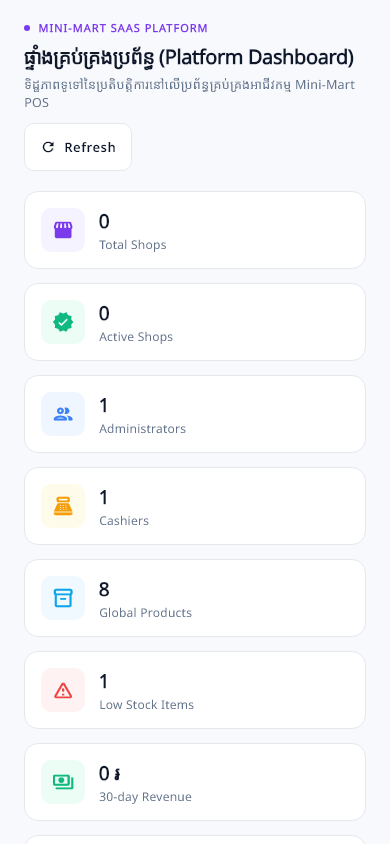 MINI-MART SAAS PLATFORM
ផ្ទាំងគ្រប់គ្រងប្រព័ន្ធ (Platform Dashboard)
ទិដ្ឋភាពទូទៅនៃប្រតិបត្តិការនៅលើប្រព័ន្ធគ្រប់គ្រងអាជីវកម្ម Mini-Mart
POS
Refresh
0
Total Shops
0
Active Shops
1
Administrators
1
Cashiers
8
Global Products
1
Low Stock Items
0 ៛
30-day Revenue